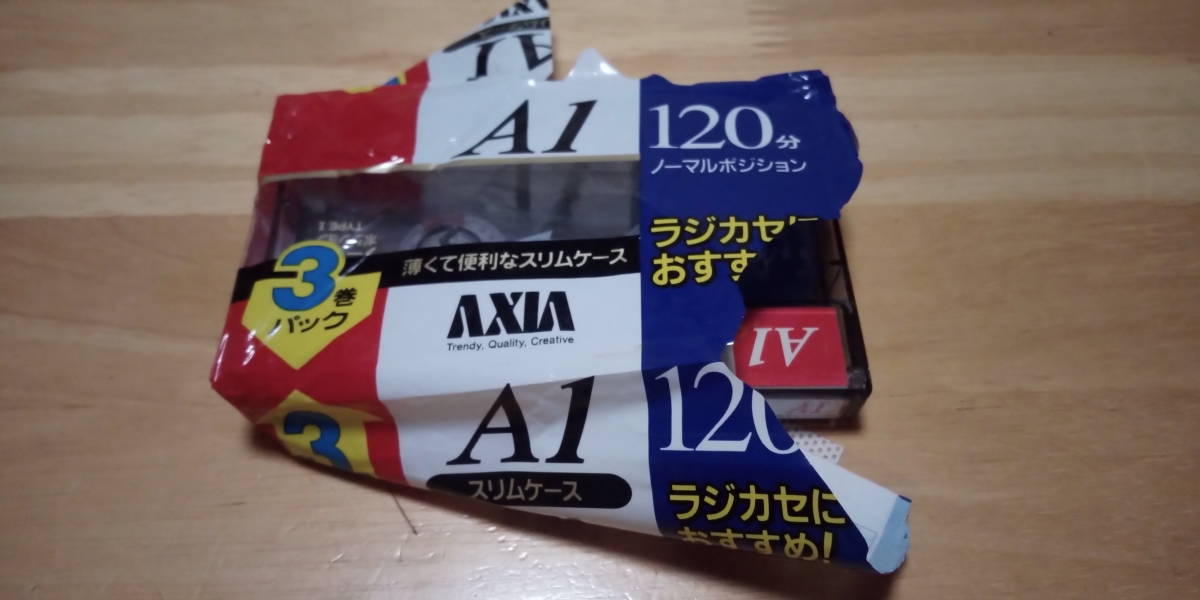 A1
A1
120分
ノーマルポジション
TYPE I
ラジカセに
おすす
薄くて便利なスリムケース
3巻
パック
AXIA
Trendy, Quality, Creative
A1
A1
A1
120
3
スリムケース
ラジカセに
おすすめ!